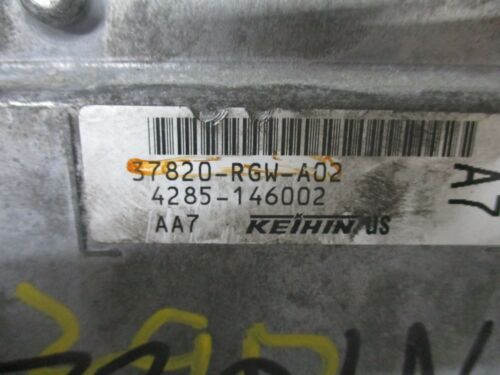 37820-RGW-A02
4285-146002
AA7 KEIHIN US
A7